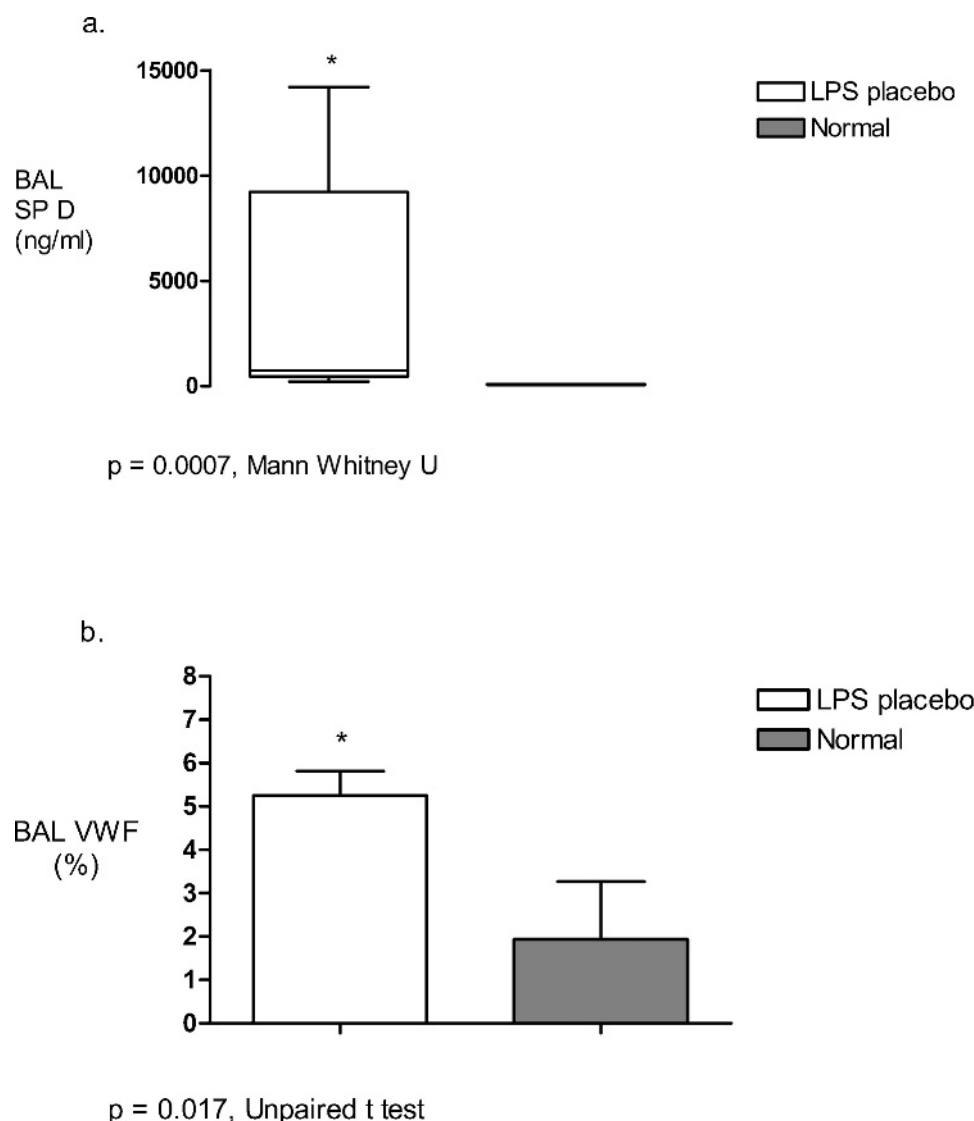 a.
*
15000
10000
5000
0
BAL
SP D
(ng/ml)
LPS placebo
Normal
p = 0.0007, Mann Whitney U
b.
*
8
7
6
5
4
3
2
1
0
BAL VWF
(%)
LPS placebo
Normal
p = 0.017, Unpaired t test